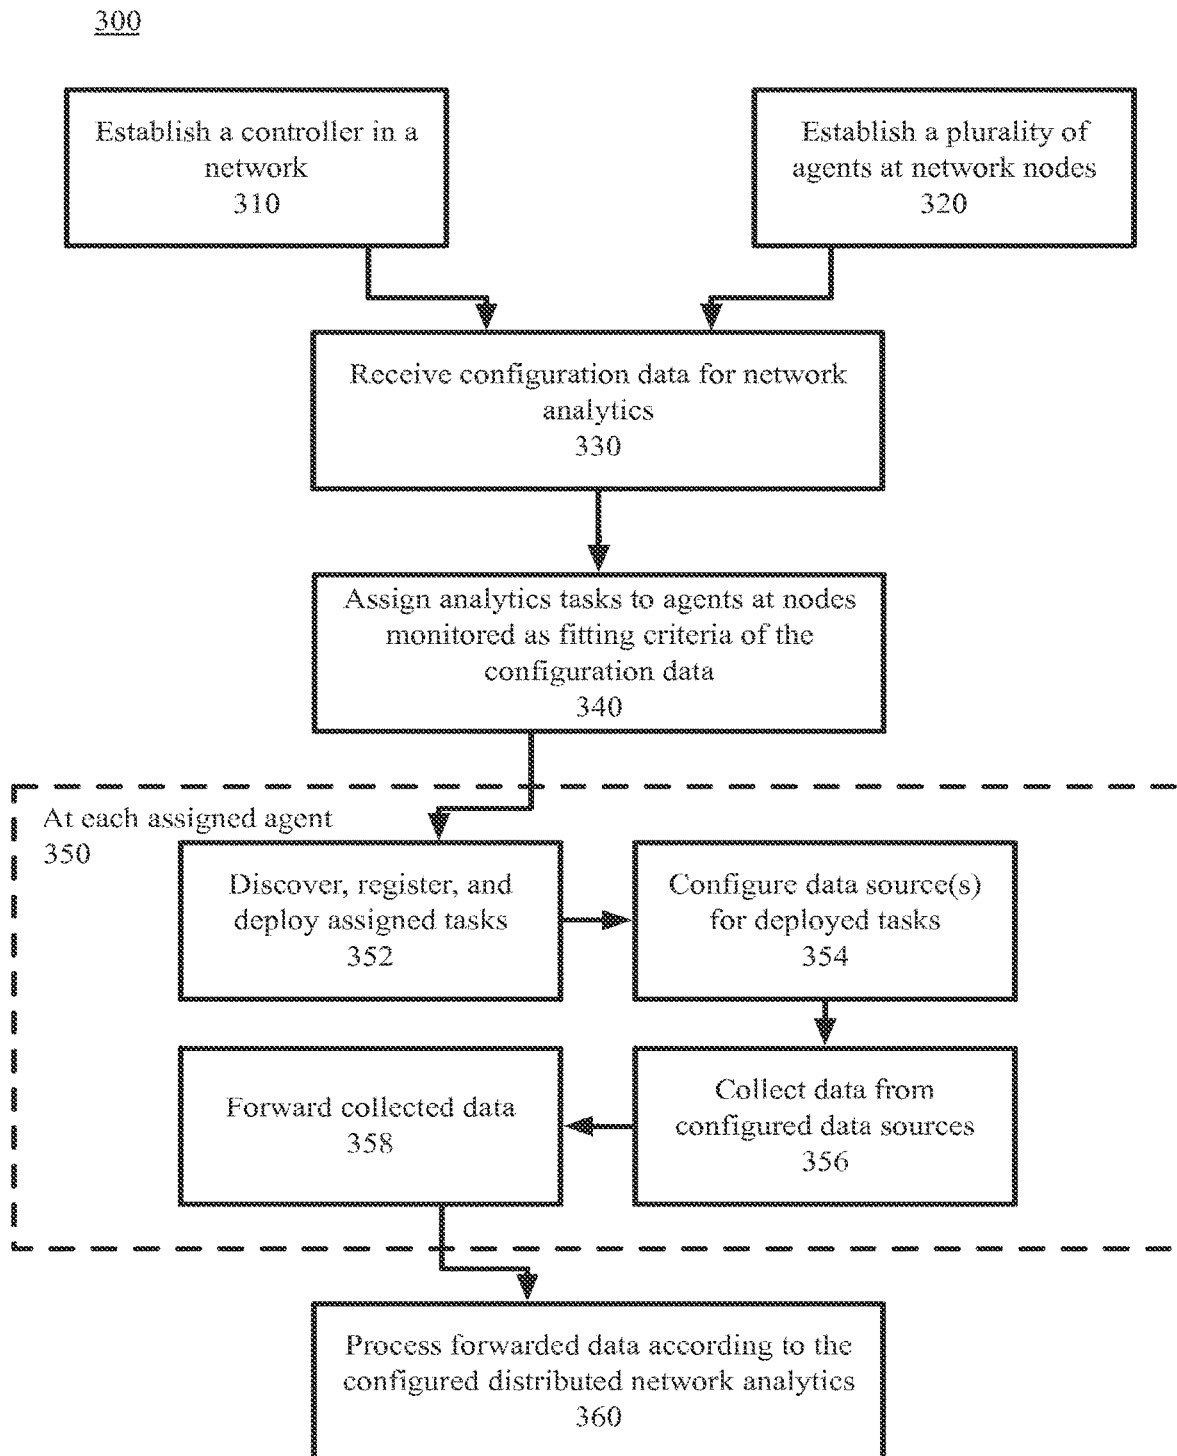 300
Establish a controller in a
network
310
Establish a plurality of
agents at network nodes
320
Receive configuration data for network
analytics
330
Assign analytics tasks to agents at nodes
monitored as fitting criteria of the
configuration data
340
At each assigned agent
350
Discover, register, and
deploy assigned tasks
352
Configure data source(s)
for deployed tasks
354
Collect data from
configured data sources
356
Forward collected data
358
Process forwarded data according to the
configured distributed network analytics
360